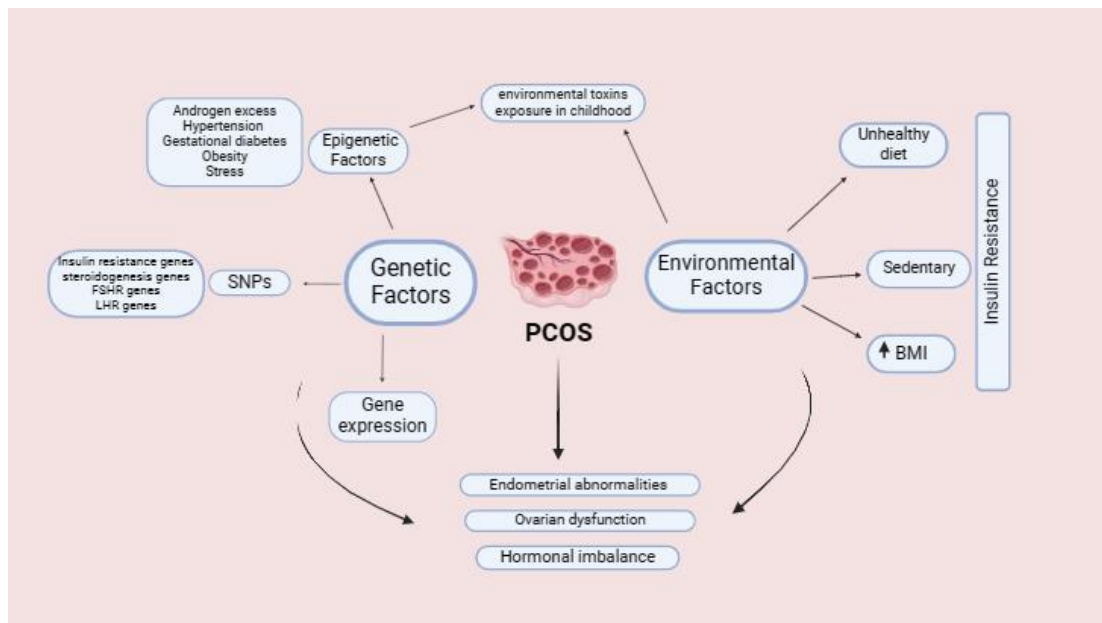 environmental toxins
exposure in childhood
Androgen excess
Hypertension
Gestational diabetes
Obesity
Stress
Epigenetic
Factors
Unhealthy
diet
Insulin resistance genes
steroidogenesis genes
FSHR genes
LHR genes
SNPs
Genetic
Factors
PCOS
Environmental
Factors
Sedentary
BMI
Insulin Resistance
Gene
expression
Endometrial abnormalities
Ovarian dysfunction
Hormonal imbalance